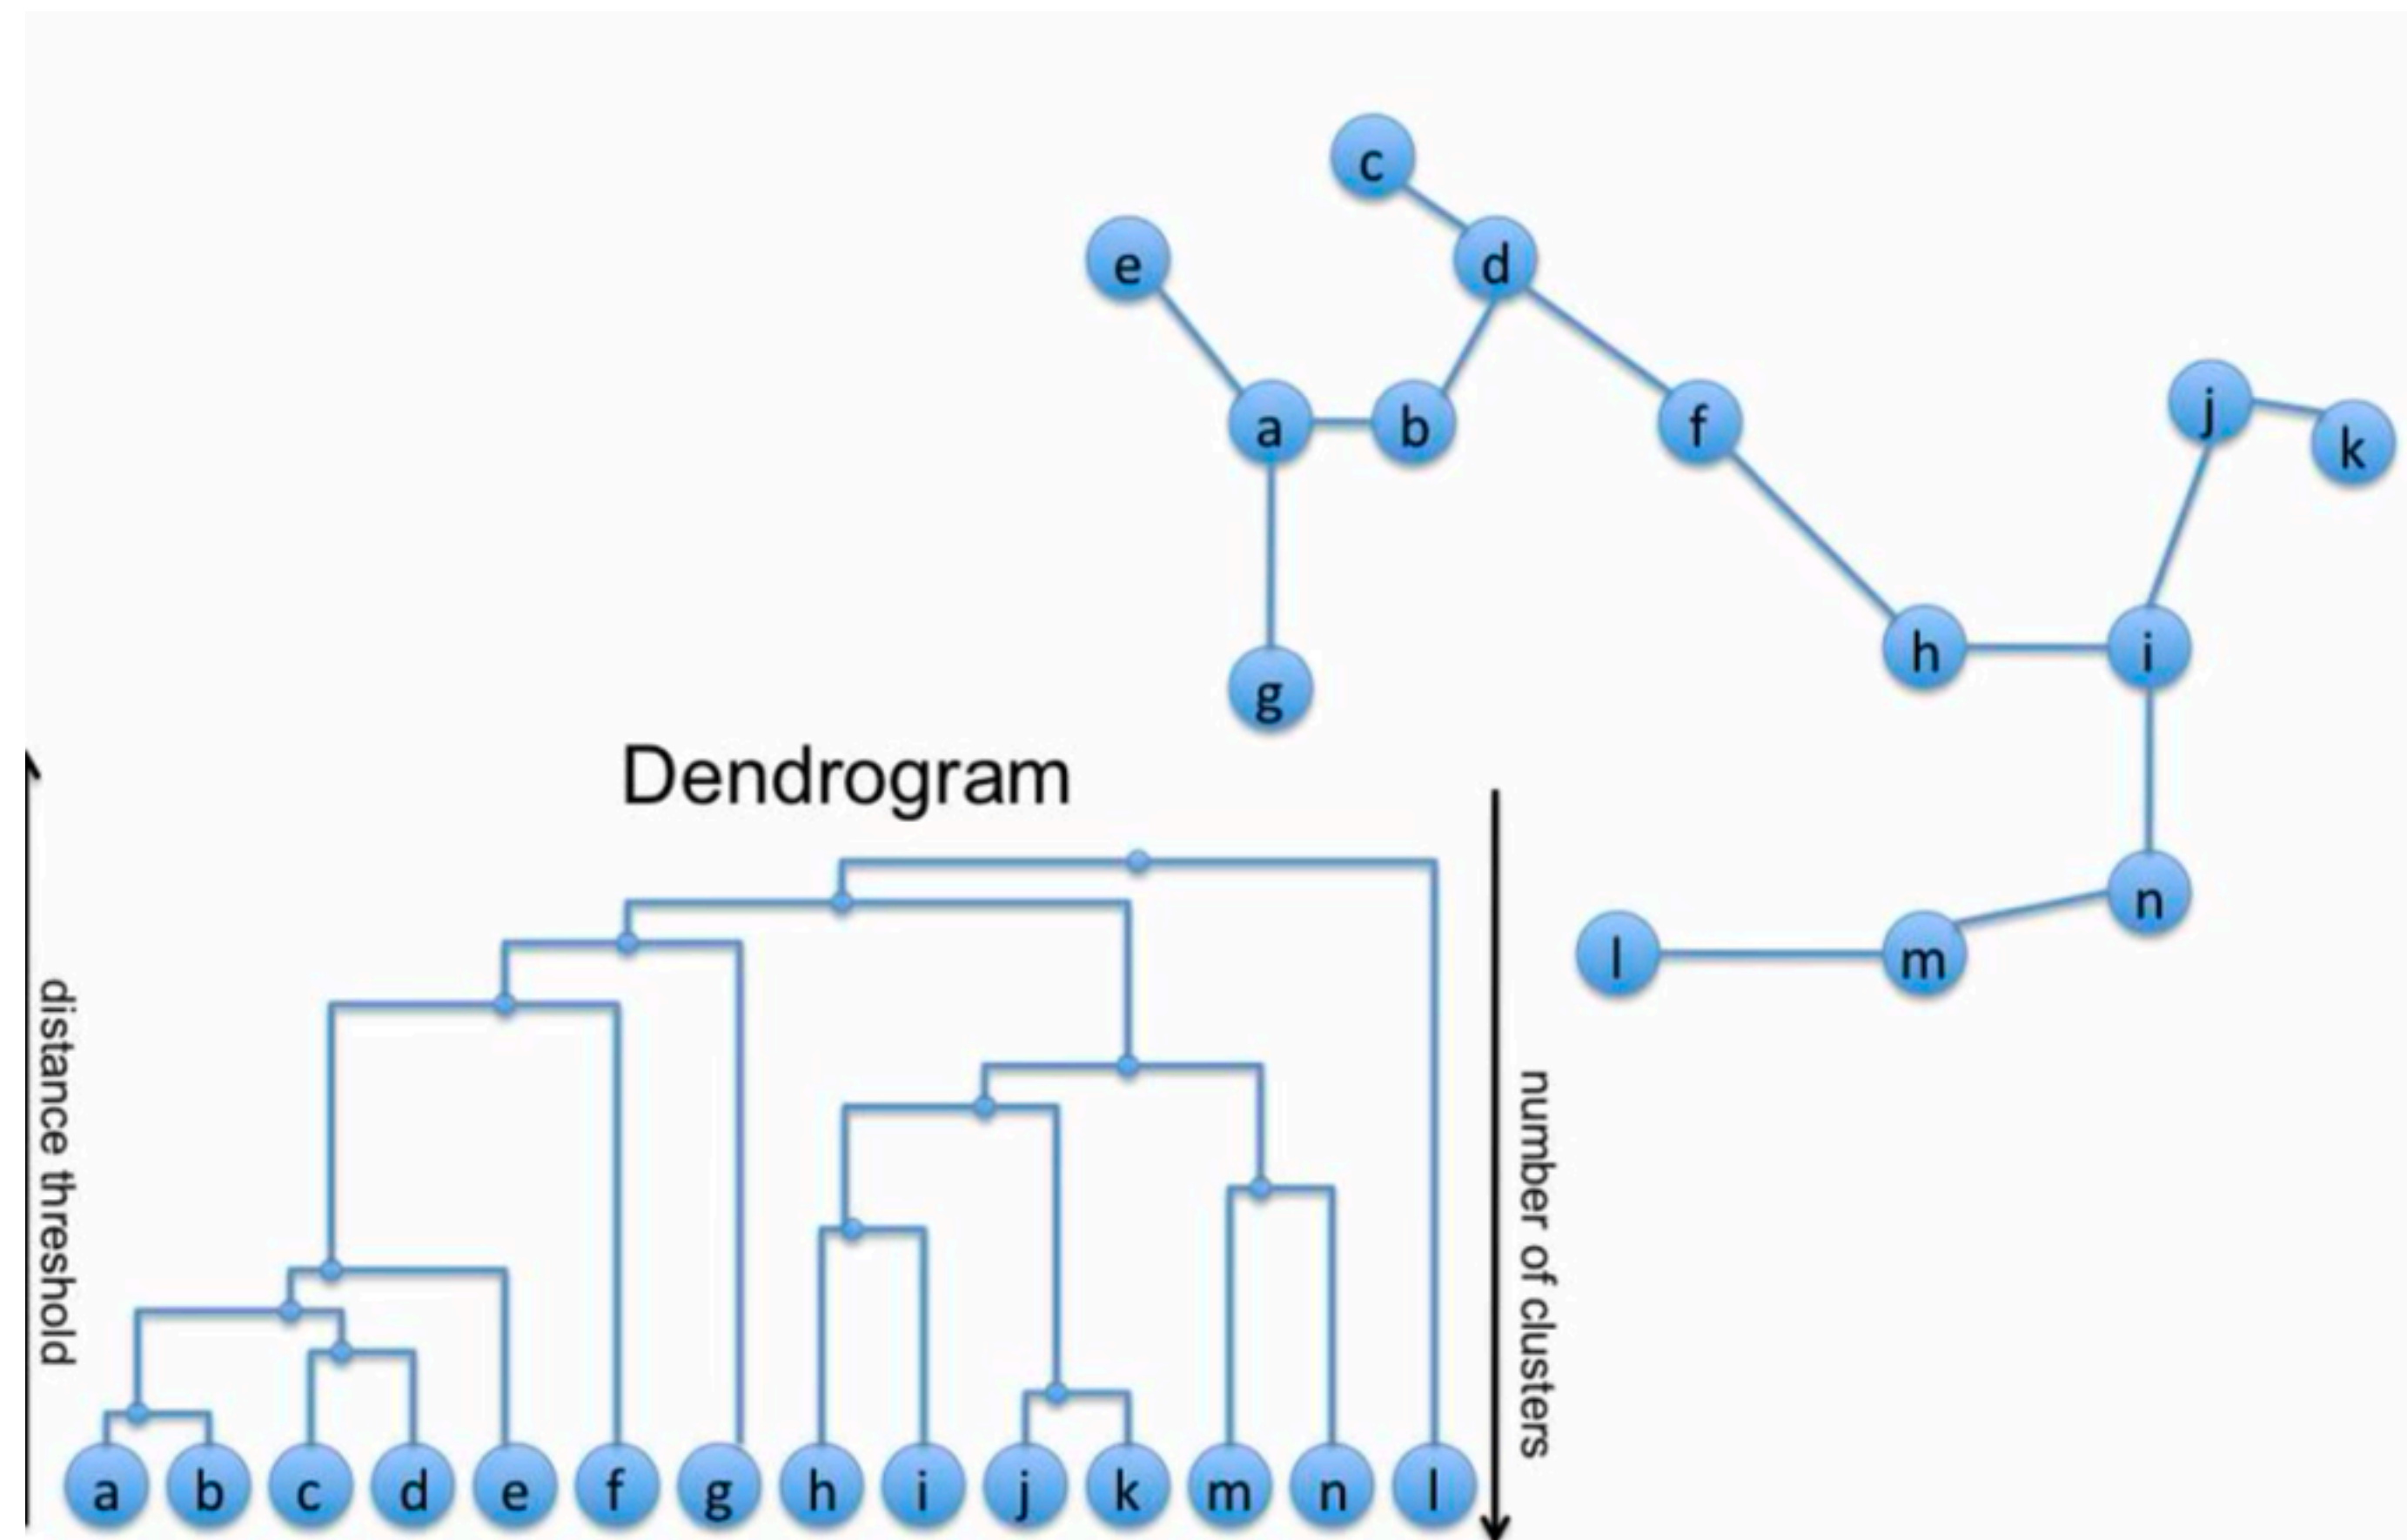 c
e
d
j
a
b
f
k
h
i
g
n
l
m
Dendrogram
distance threshold
number of clusters
a b c d e f g h i j k m n l